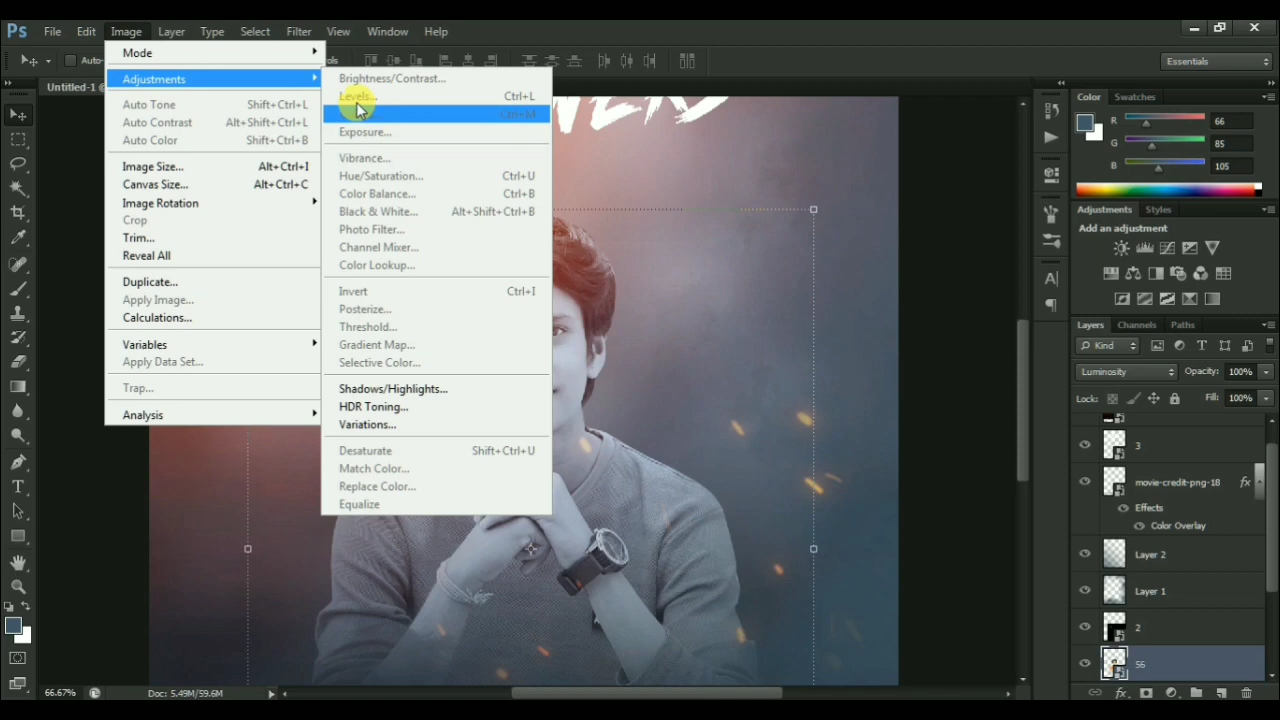 Ps File Edit Image Layer Type Select Filter View Window Help
Auto-
Essentials
Untitled-1
Mode
Adjustments
Auto Tone Shift+Ctrl+L
Auto Contrast Alt+Shift+Ctrl+L
Auto Color Shift+Ctrl+B
Image Size... Alt+Ctrl+I
Canvas Size... Alt+Ctrl+C
Image Rotation
Crop
Trim...
Reveal All
Duplicate...
Apply Image...
Calculations...
Variables
Apply Data Set...
Trap...
Analysis
Brightness/Contrast...
Levels... Ctrl+L
Ctrl+M
Exposure...
Vibrance...
Hue/Saturation... Ctrl+U
Color Balance... Ctrl+B
Black & White... Alt+Shift+Ctrl+B
Photo Filter...
Channel Mixer...
Color Lookup...
Invert Ctrl+I
Posterize...
Threshold...
Gradient Map...
Selective Color...
Shadows/Highlights...
HDR Toning...
Variations...
Desaturate Shift+Ctrl+U
Match Color...
Replace Color...
Equalize
Color Swatches
R 66
G 85
B 105
Adjustments Styles
Add an adjustment
Layers Channels Paths
Kind
Luminosity Opacity: 100%
Lock: Fill: 100%
3
movie-credit-png-18 fx
Effects
Color Overlay
Layer 2
Layer 1
2
56
66.67% Doc: 5.49M/59.6M